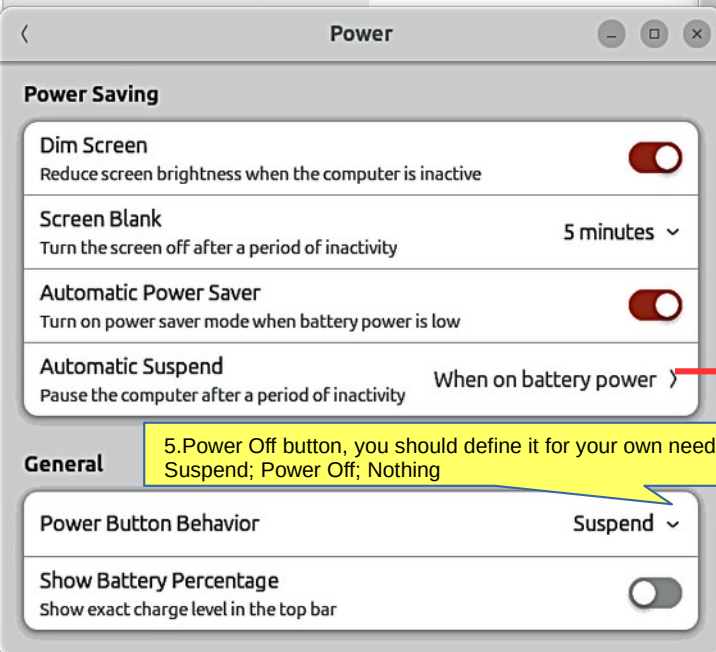 Power
Power Saving
Dim Screen
Reduce screen brightness when the computer is inactive
Screen Blank
Turn the screen off after a period of inactivity
5 minutes
Automatic Power Saver
Turn on power saver mode when battery power is low
Automatic Suspend
Pause the computer after a period of inactivity
When on battery power
5.Power Off button, you should define it for your own need
Suspend; Power Off; Nothing
General
Power Button Behavior
Suspend
Show Battery Percentage
Show exact charge level in the top bar